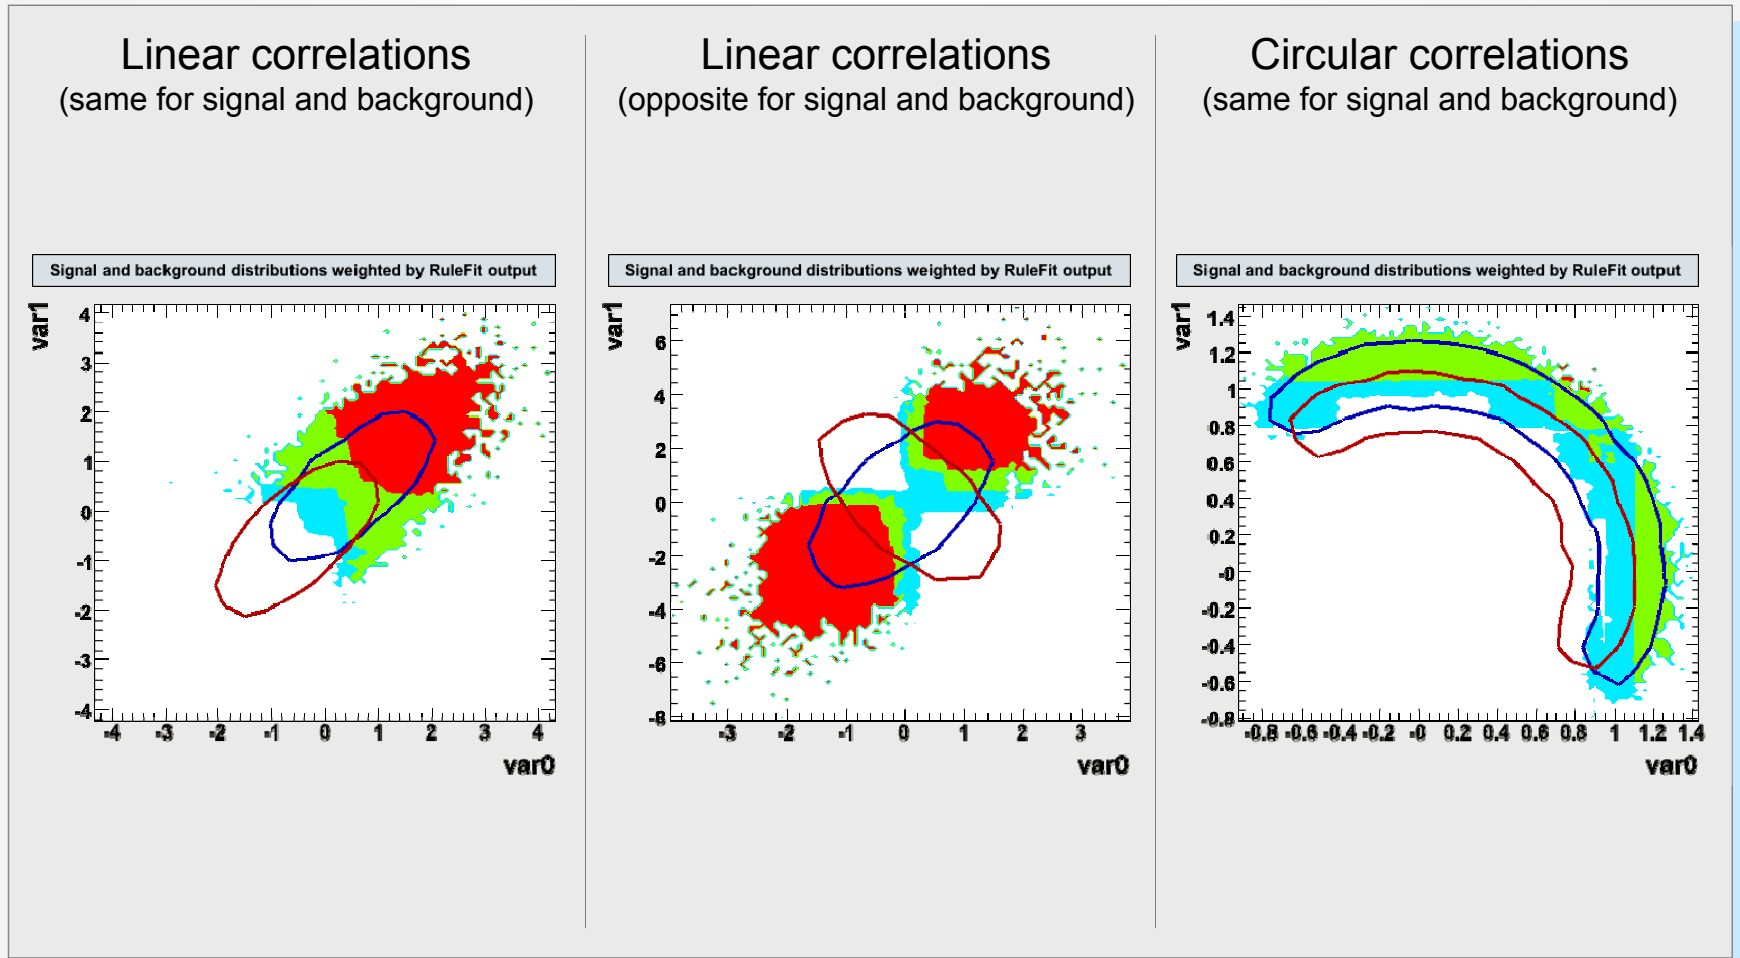 Linear correlations
(same for signal and background)
Linear correlations
(opposite for signal and background)
Circular correlations
(same for signal and background)
Signal and background distributions weighted by RuleFit output
var1
4
3
2
1
0
-1
-2
-3
-4
-4 -3 -2 -1 0 1 2 3 4
var0
Signal and background distributions weighted by RuleFit output
var1
6
4
2
0
-2
-4
-6
-8
-3 -2 -1 0 1 2 3
var0
Signal and background distributions weighted by RuleFit output
var1
1.4
1.2
1
0.8
0.6
0.4
0.2
-0
-0.2
-0.4
-0.6
-0.8
-0.8 -0.6 -0.4 -0.2 -0 0.2 0.4 0.6 0.8 1 1.2 1.4
var0